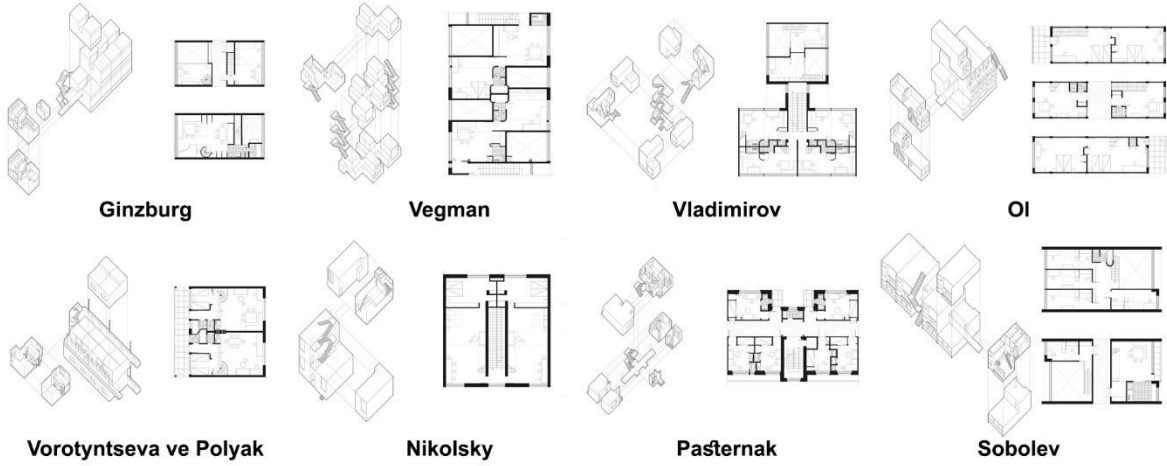 Ginzburg
Vegman
Vladimirov
Ol
Vorotyntseva ve Polyak
Nikolsky
Pasternak
Sobolev